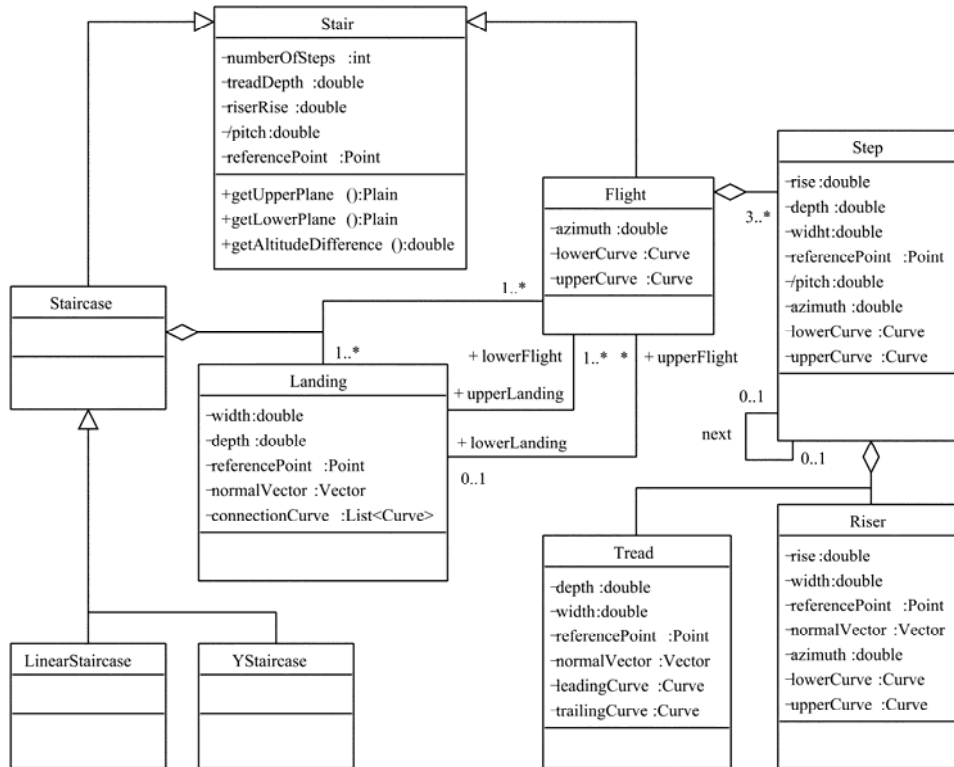 Stair
-numberOfSteps :int
-treadDepth :double
-riserRise :double
-/pitch:double
-referencePoint :Point
+getUpperPlane ():Plain
+getLowerPlane ():Plain
+getAltitudeDifference ():double
Flight
-azimuth :double
-lowerCurve :Curve
-upperCurve :Curve
Step
-rise:double
-depth:double
-widht:double
-referencePoint :Point
-/pitch:double
-azimuth :double
-lowerCurve :Curve
-upperCurve :Curve
3..*
Staircase
1..*
1..*
+ lowerFlight
1..*
*
+ upperFlight
+ upperLanding
+ lowerLanding
0..1
Landing
-width:double
-depth :double
-referencePoint :Point
-normalVector :Vector
-connectionCurve :List<Curve>
0..1
next
0..1
Tread
-depth :double
-width:double
-referencePoint :Point
-normalVector :Vector
-leadingCurve :Curve
-trailingCurve :Curve
Riser
-rise:double
-width:double
-referencePoint :Point
-normalVector :Vector
-azimuth :double
-lowerCurve :Curve
-upperCurve :Curve
LinearStaircase
YStaircase